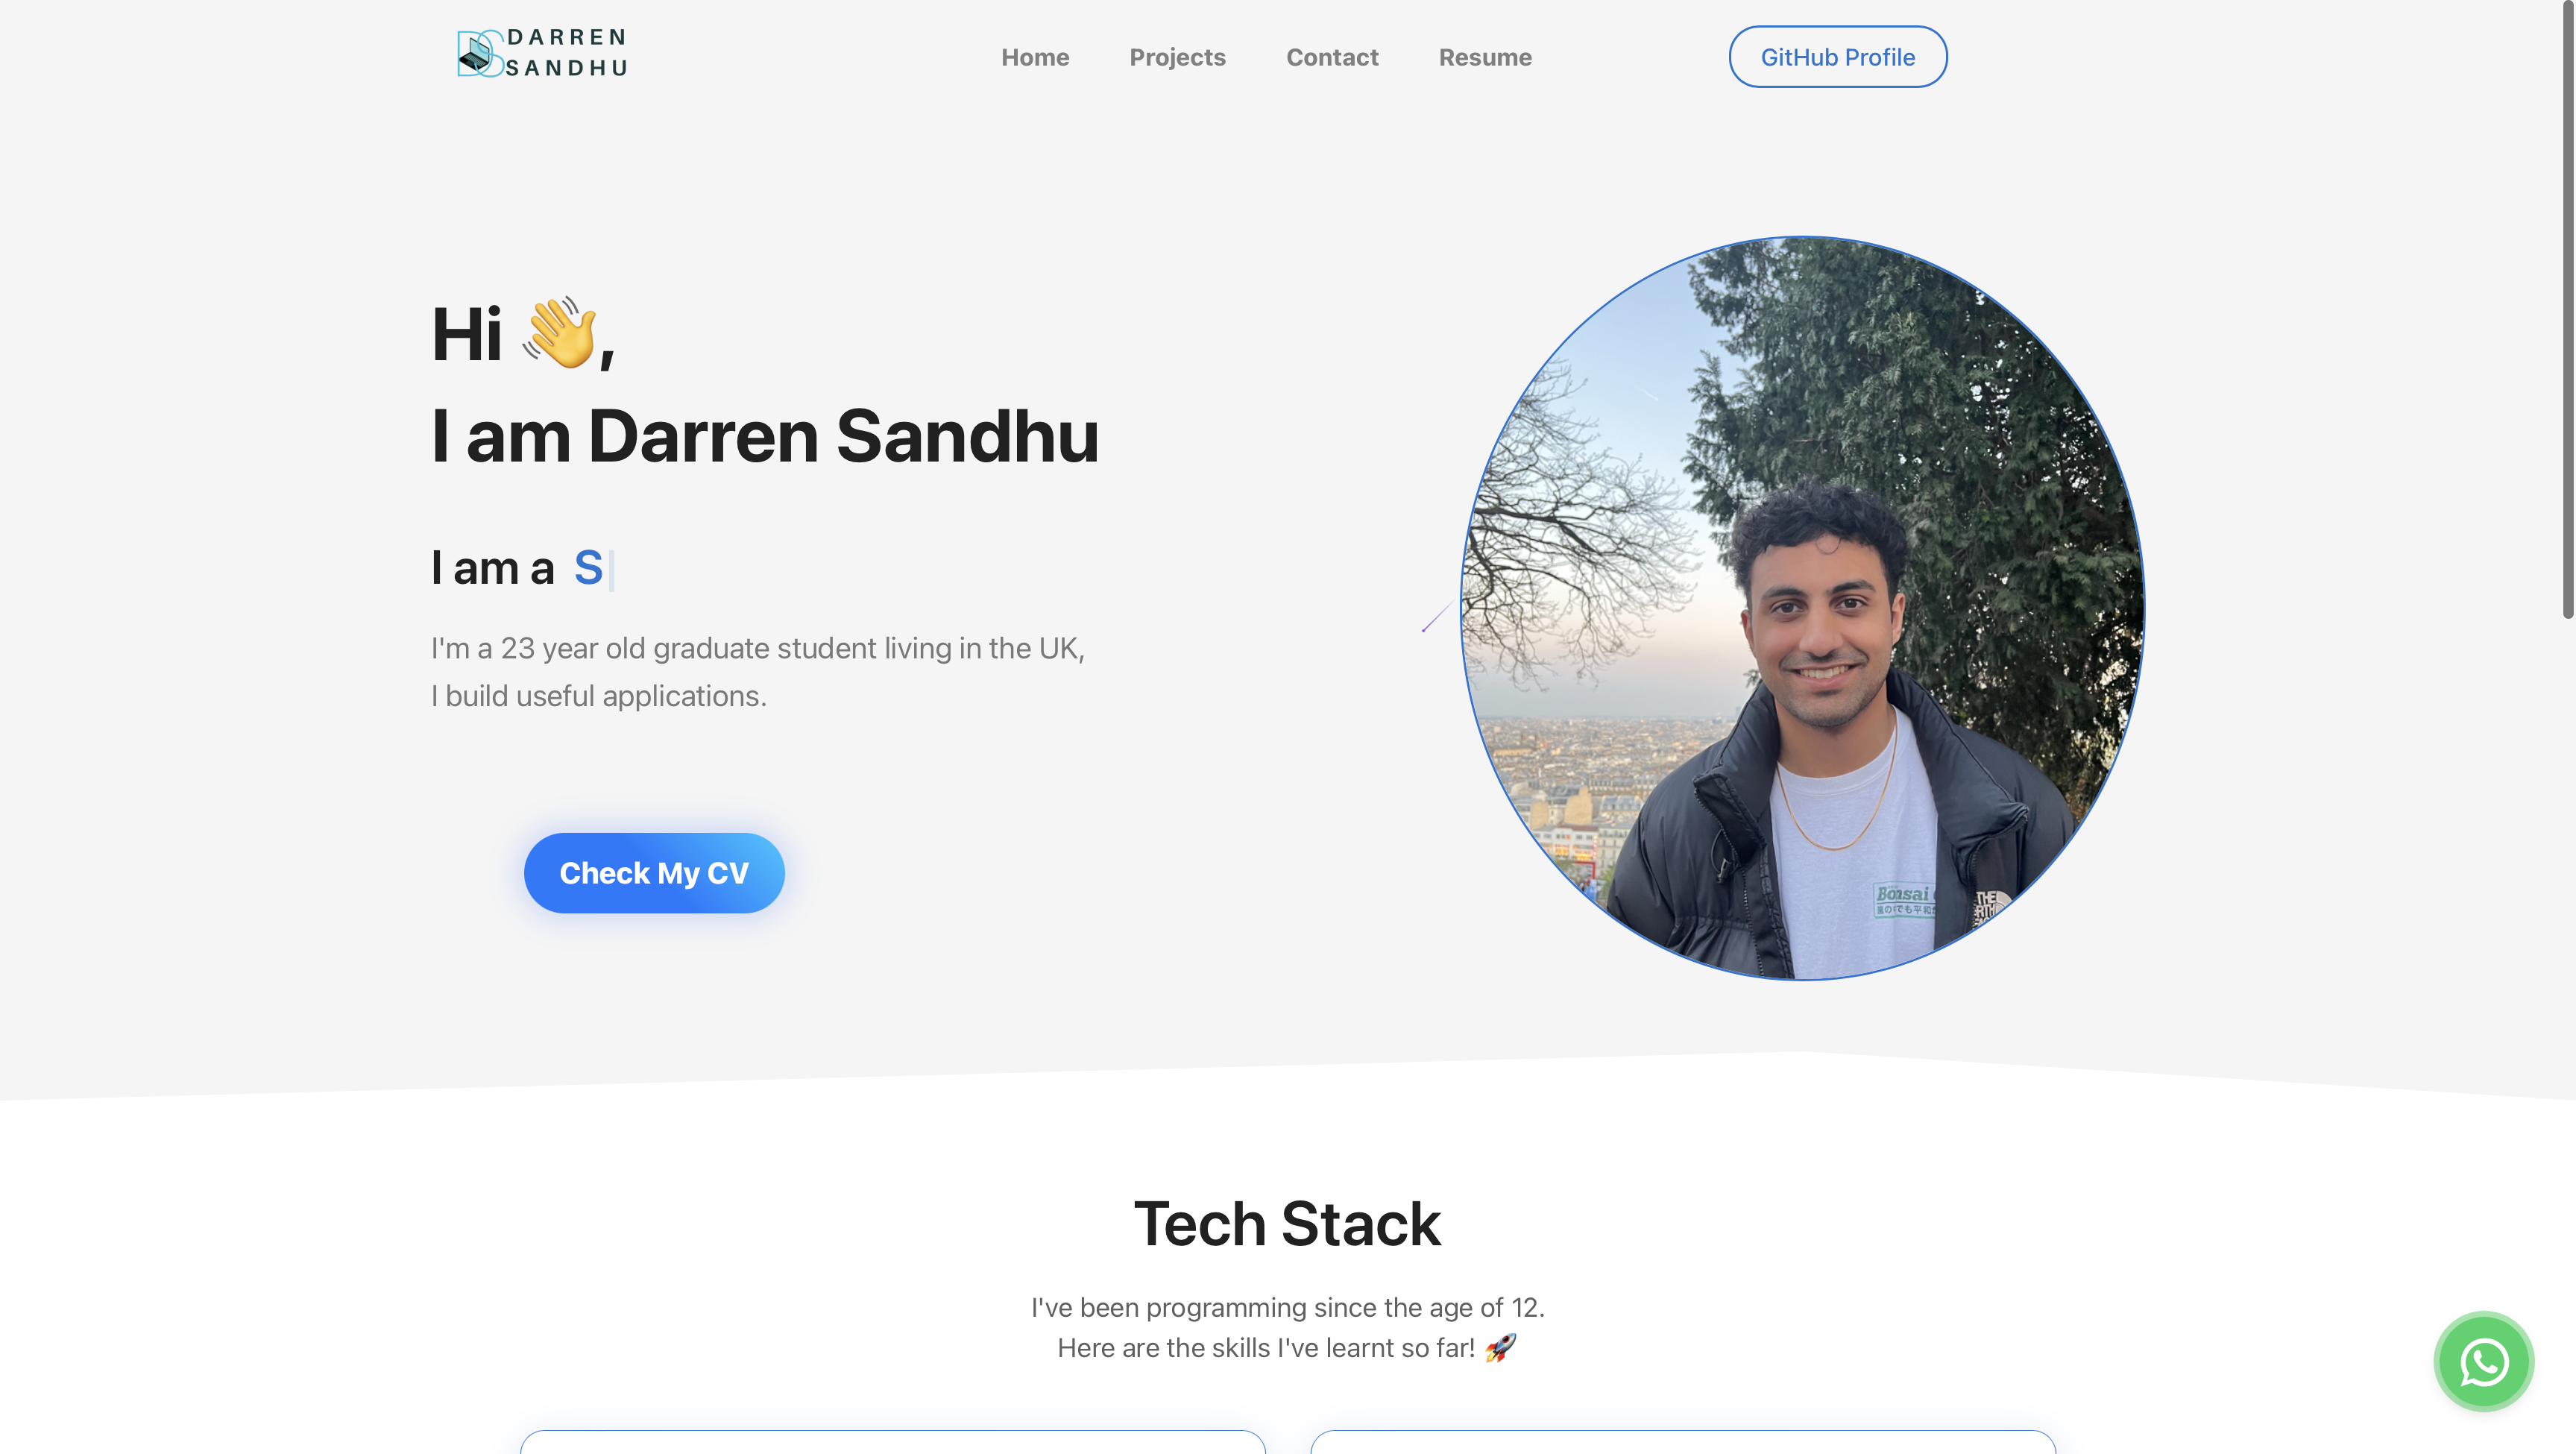 DARREN
SANDHU
Home Projects Contact Resume GitHub Profile
Hi 👋,
I am Darren Sandhu
I am a S
I'm a 23 year old graduate student living in the UK,
I build useful applications.
Check My CV
Bonsai
THE
Tech Stack
I've been programming since the age of 12.
Here are the skills I've learnt so far! 🚀